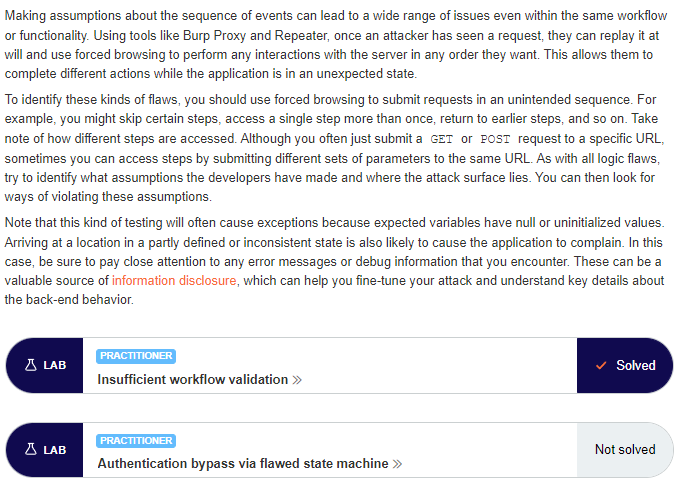 Making assumptions about the sequence of events can lead to a wide range of issues even within the same workflow
or functionality. Using tools like Burp Proxy and Repeater, once an attacker has seen a request, they can replay it at
will and use forced browsing to perform any interactions with the server in any order they want. This allows them to
complete different actions while the application is in an unexpected state.
To identify these kinds of flaws, you should use forced browsing to submit requests in an unintended sequence. For
example, you might skip certain steps, access a single step more than once, return to earlier steps, and so on. Take
note of how different steps are accessed. Although you often just submit a GET or POST request to a specific URL,
sometimes you can access steps by submitting different sets of parameters to the same URL. As with all logic flaws,
try to identify what assumptions the developers have made and where the attack surface lies. You can then look for
ways of violating these assumptions.
Note that this kind of testing will often cause exceptions because expected variables have null or uninitialized values.
Arriving at a location in a partly defined or inconsistent state is also likely to cause the application to complain. In this
case, be sure to pay close attention to any error messages or debug information that you encounter. These can be a
valuable source of information disclosure, which can help you fine-tune your attack and understand key details about
the back-end behavior.
PRACTITIONER
LAB
Insufficient workflow validation »
Solved
PRACTITIONER
LAB
Authentication bypass via flawed state machine »
Not solved